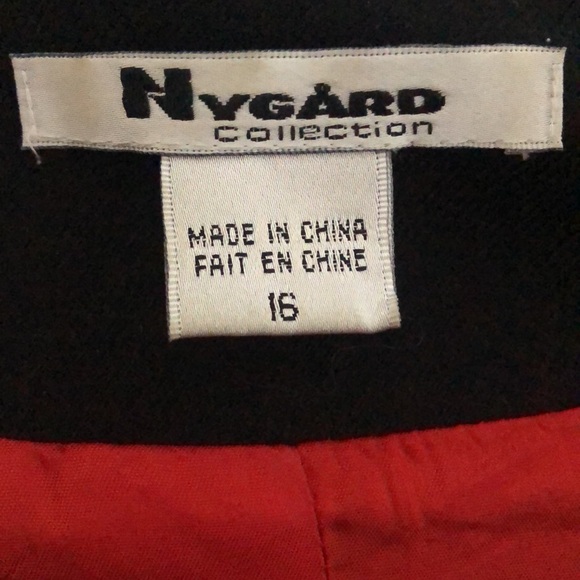 NYGÅRD
Collection
MADE IN CHINA
FAIT EN CHINE
16